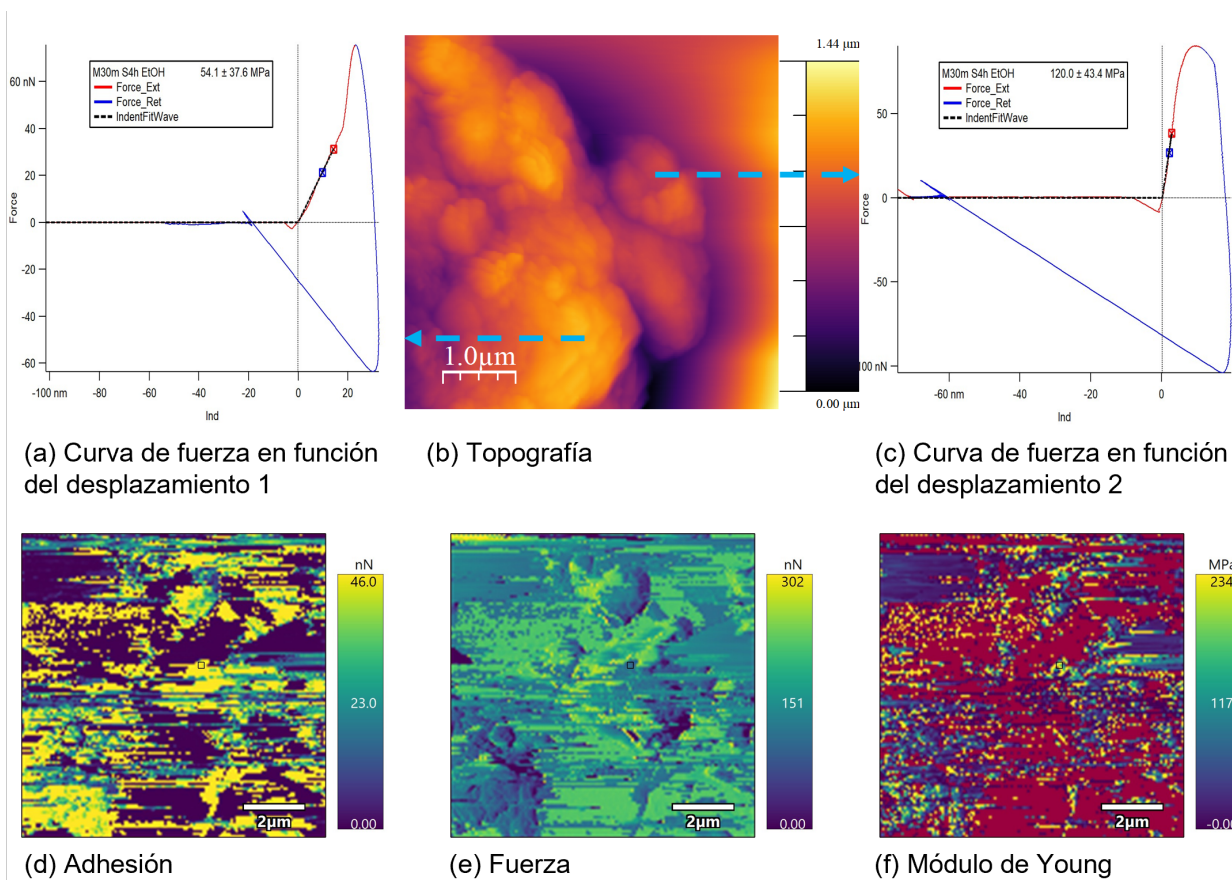 M30m S4h EtOH 54.1 ± 37.6 MPa
Force_Ext
Force_Ret
IndentFitWave
60 nN
40
20
0
-20
-40
-60
Force
-100 nm
-80
-60
-40
-20
0
20
Ind
(a) Curva de fuerza en función
del desplazamiento 1
1.0µm
1.44 µm
0.00 µm
(b) Topografía
M30m S4h EtOH 120.0 ± 43.4 MPa
Force_Ext
Force_Ret
IndentFitWave
50
0
-50
00 nN
Force
-60 nm
-40
-20
0
Ind
(c) Curva de fuerza en función
del desplazamiento 2
nN
46.0
23.0
0.00
2µm
(d) Adhesión
nN
302
151
0.00
2µm
(e) Fuerza
MPa
234
117
-0.00
2µm
(f) Módulo de Young